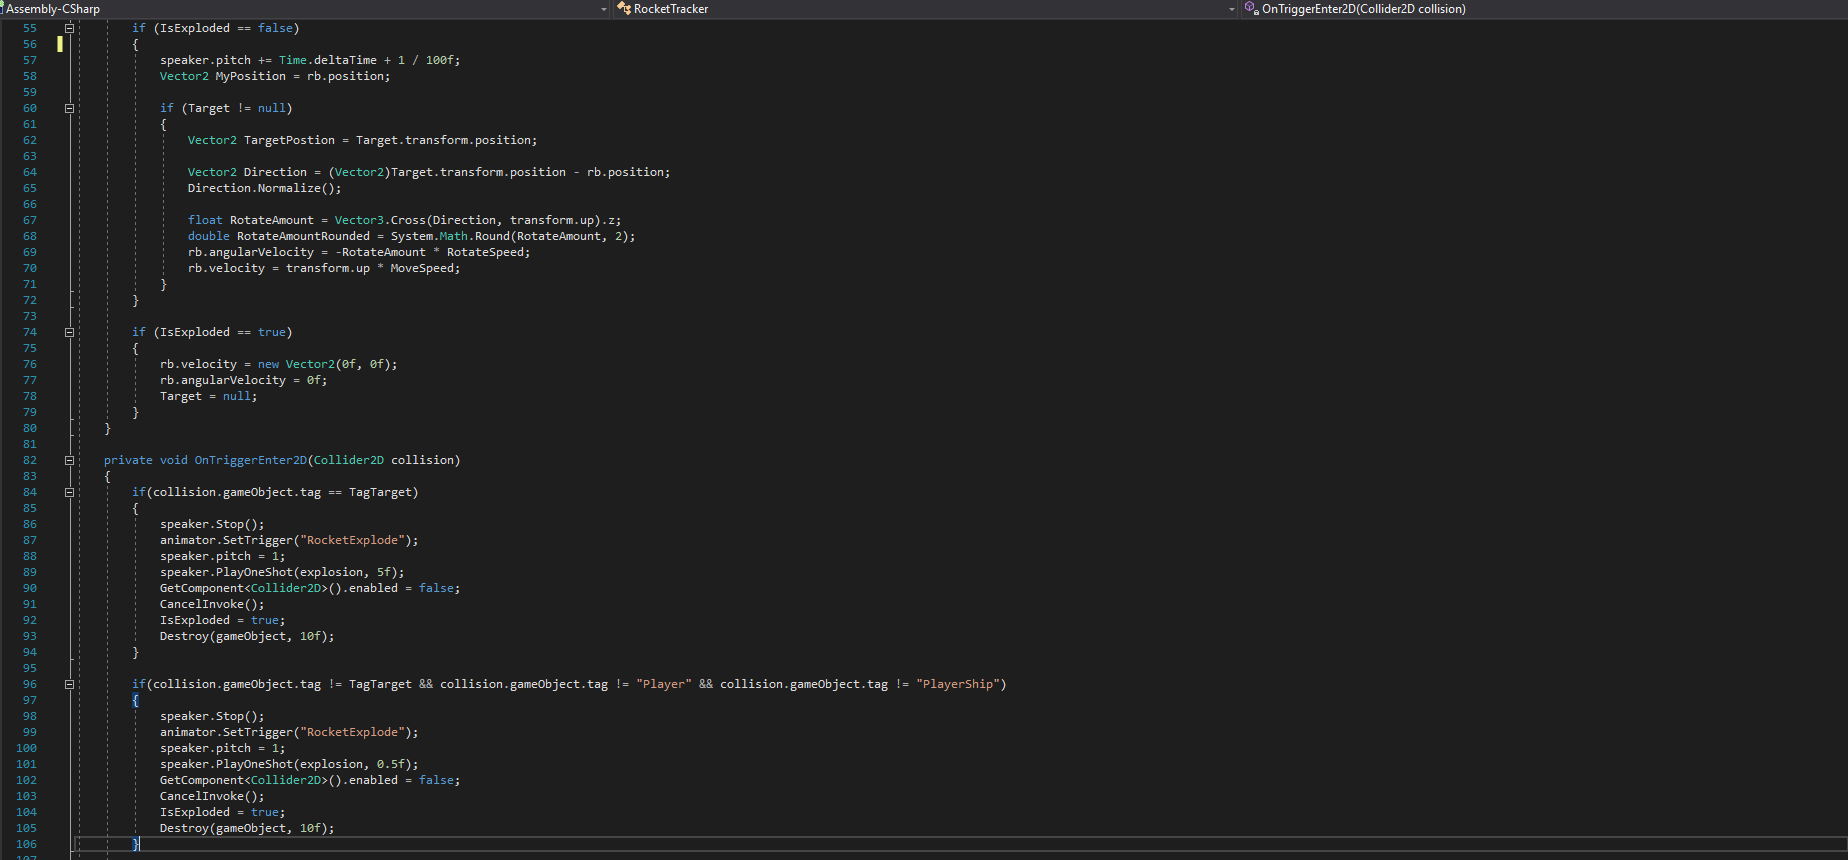 Assembly-CSharp RocketTracker OnTriggerEnter2D(Collider2D collision)
55 if (IsExploded == false)
56 {
57 speaker.pitch += Time.deltaTime + 1 / 100f;
58 Vector2 MyPosition = rb.position;
59
60 if (Target != null)
61 {
62 Vector2 TargetPostion = Target.transform.position;
63
64 Vector2 Direction = (Vector2)Target.transform.position - rb.position;
65 Direction.Normalize();
66
67 float RotateAmount = Vector3.Cross(Direction, transform.up).z;
68 double RotateAmountRounded = System.Math.Round(RotateAmount, 2);
69 rb.angularVelocity = -RotateAmount * RotateSpeed;
70 rb.velocity = transform.up * MoveSpeed;
71 }
72 }
73
74 if (IsExploded == true)
75 {
76 rb.velocity = new Vector2(0f, 0f);
77 rb.angularVelocity = 0f;
78 Target = null;
79 }
80 }
81
82 private void OnTriggerEnter2D(Collider2D collision)
83 {
84 if(collision.gameObject.tag == TagTarget)
85 {
86 speaker.Stop();
87 animator.SetTrigger("RocketExplode");
88 speaker.pitch = 1;
89 speaker.PlayOneShot(explosion, 5f);
90 GetComponent<Collider2D>().enabled = false;
91 CancelInvoke();
92 IsExploded = true;
93 Destroy(gameObject, 10f);
94 }
95
96 if(collision.gameObject.tag != TagTarget && collision.gameObject.tag != "Player" && collision.gameObject.tag != "PlayerShip")
97 {
98 speaker.Stop();
99 animator.SetTrigger("RocketExplode");
100 speaker.pitch = 1;
101 speaker.PlayOneShot(explosion, 0.5f);
102 GetComponent<Collider2D>().enabled = false;
103 CancelInvoke();
104 IsExploded = true;
105 Destroy(gameObject, 10f);
106 }
107